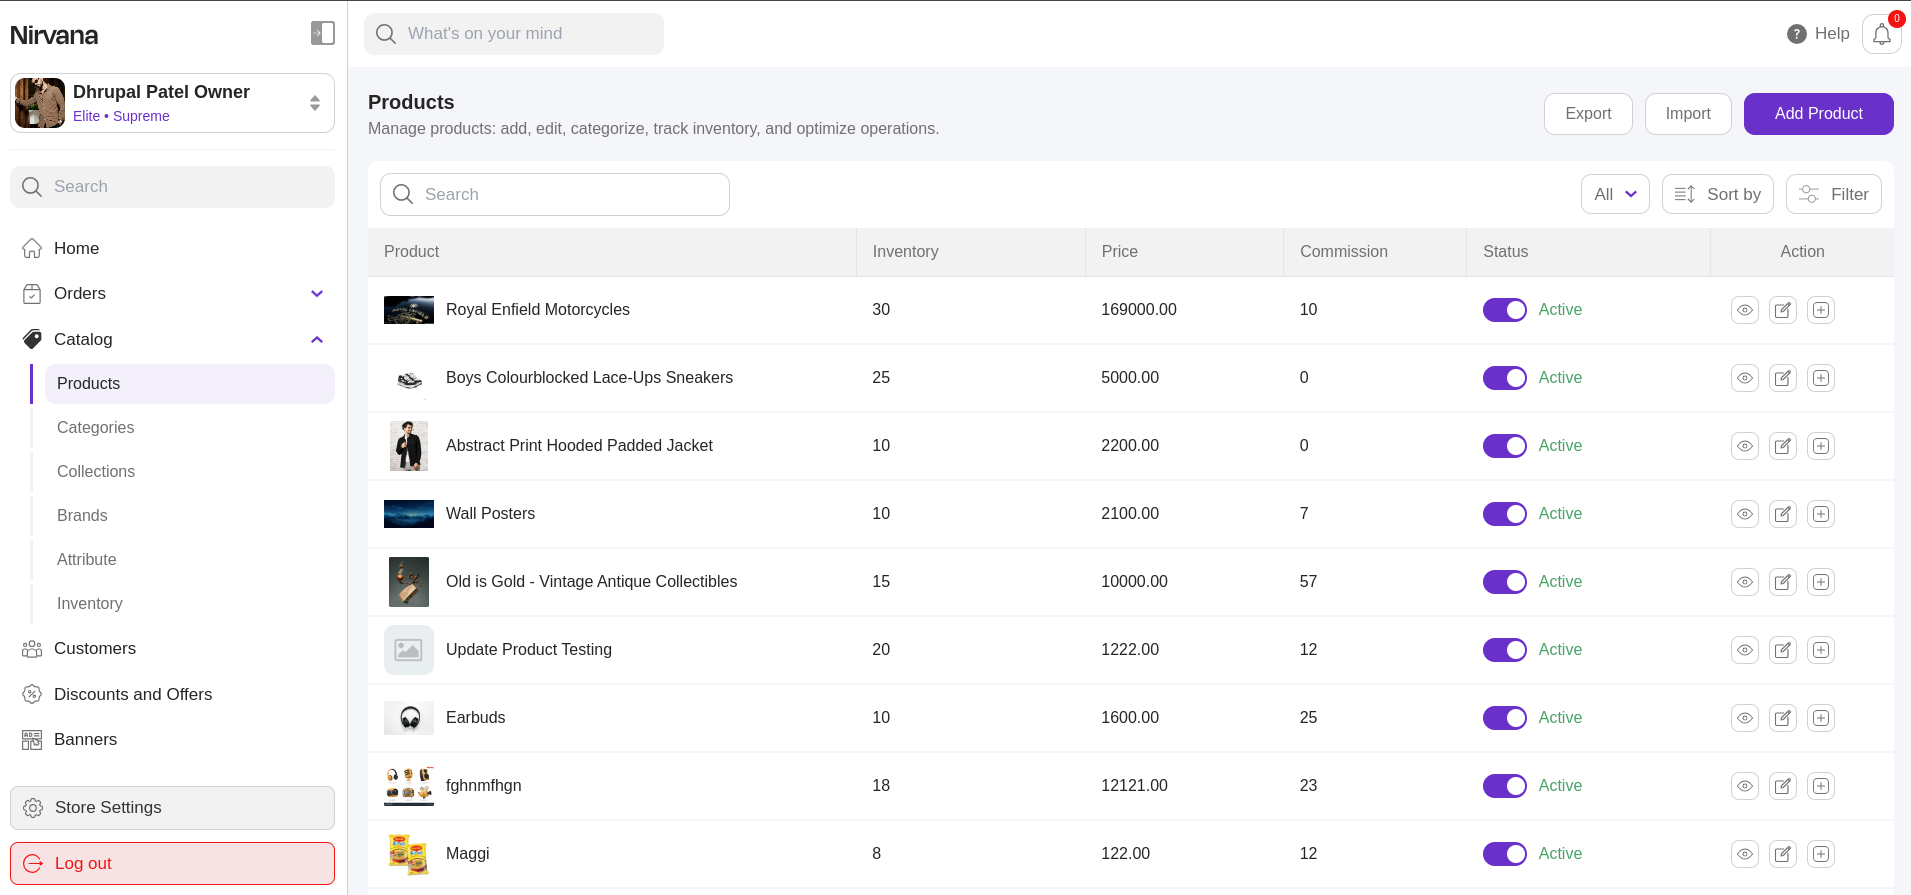 Nirvana
What's on your mind
Help
0
Dhrupal Patel Owner
Elite • Supreme
Search
Home
Orders
Catalog
Products
Categories
Collections
Brands
Attribute
Inventory
Customers
Discounts and Offers
Banners
Store Settings
Log out
Products
Manage products: add, edit, categorize, track inventory, and optimize operations.
Export
Import
Add Product
Search
All
Sort by
Filter
Product Inventory Price Commission Status Action
Royal Enfield Motorcycles 30 169000.00 10 Active
Boys Colourblocked Lace-Ups Sneakers 25 5000.00 0 Active
Abstract Print Hooded Padded Jacket 10 2200.00 0 Active
Wall Posters 10 2100.00 7 Active
Old is Gold - Vintage Antique Collectibles 15 10000.00 57 Active
Update Product Testing 20 1222.00 12 Active
Earbuds 10 1600.00 25 Active
fghnmfhgn 18 12121.00 23 Active
Maggi 8 122.00 12 Active